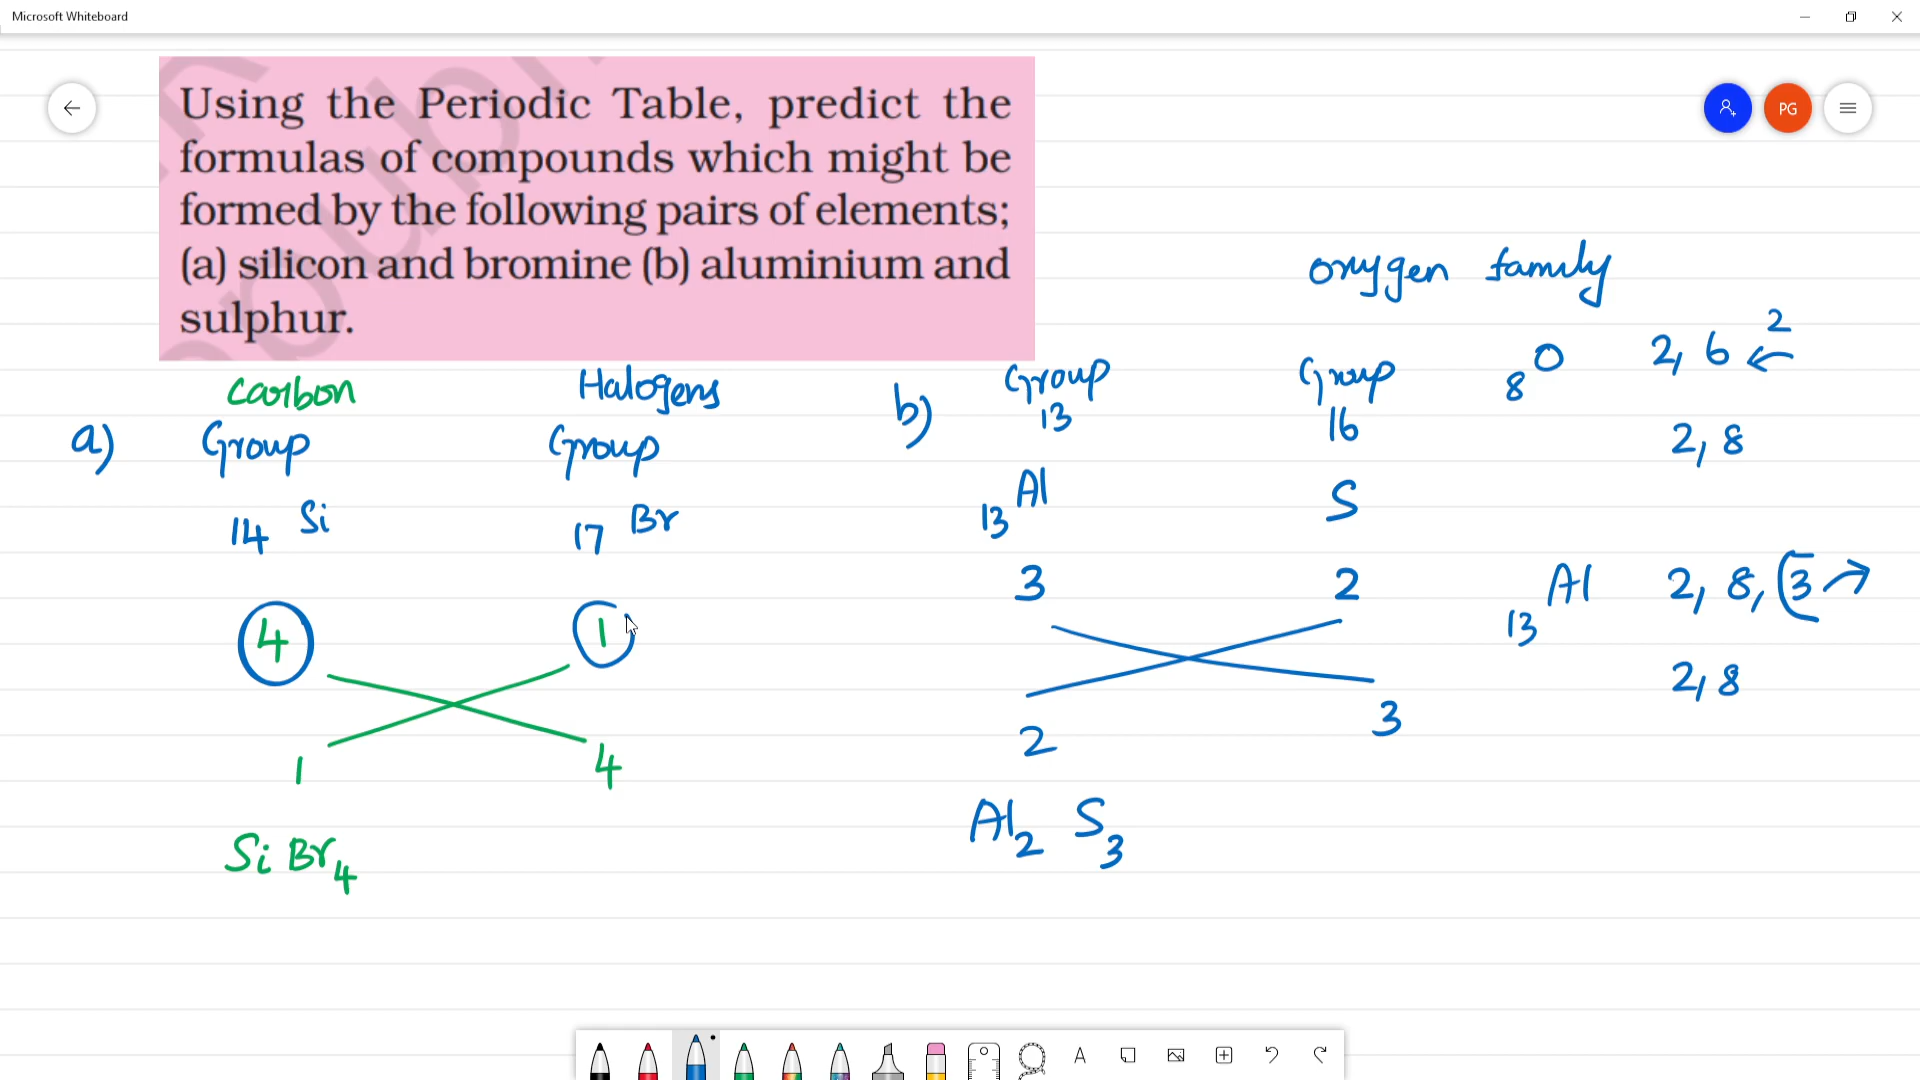 Microsoft Whiteboard
Using the Periodic Table, predict the
formulas of compounds which might be
formed by the following pairs of elements;
(a) silicon and bromine (b) aluminium and
sulphur.
PG
a)
Carbon
Group
14 Si
Halogens
Group
17 Br
4 1
1 4
Si Br4
b)
Group
13
13 Al
oxygen family
Group
16
S
3 2
2 3
Al2 S3
8 O 2, 6 2
2, 8
13 Al 2, 8, 3
2, 8
A